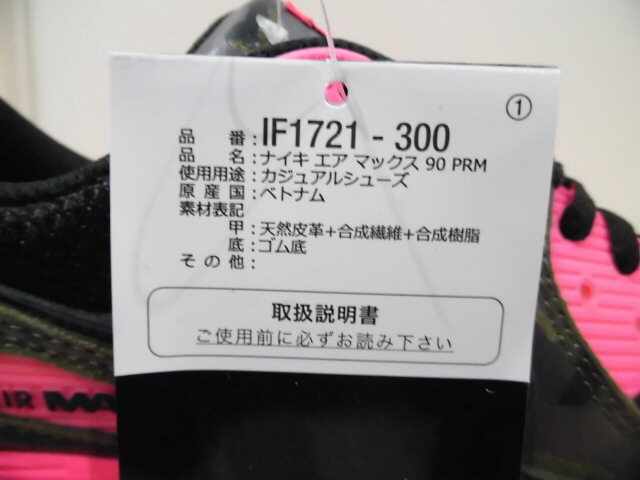 ①
品番:IF1721-300
品名:ナイキ エア マックス 90 PRM
使用用途:カジュアルシューズ
原産国:ベトナム
素材表記
甲:天然皮革+合成繊維+合成樹脂
底:ゴム底
その他:
取扱説明書
ご使用前に必ずお読み下さい
IR MA